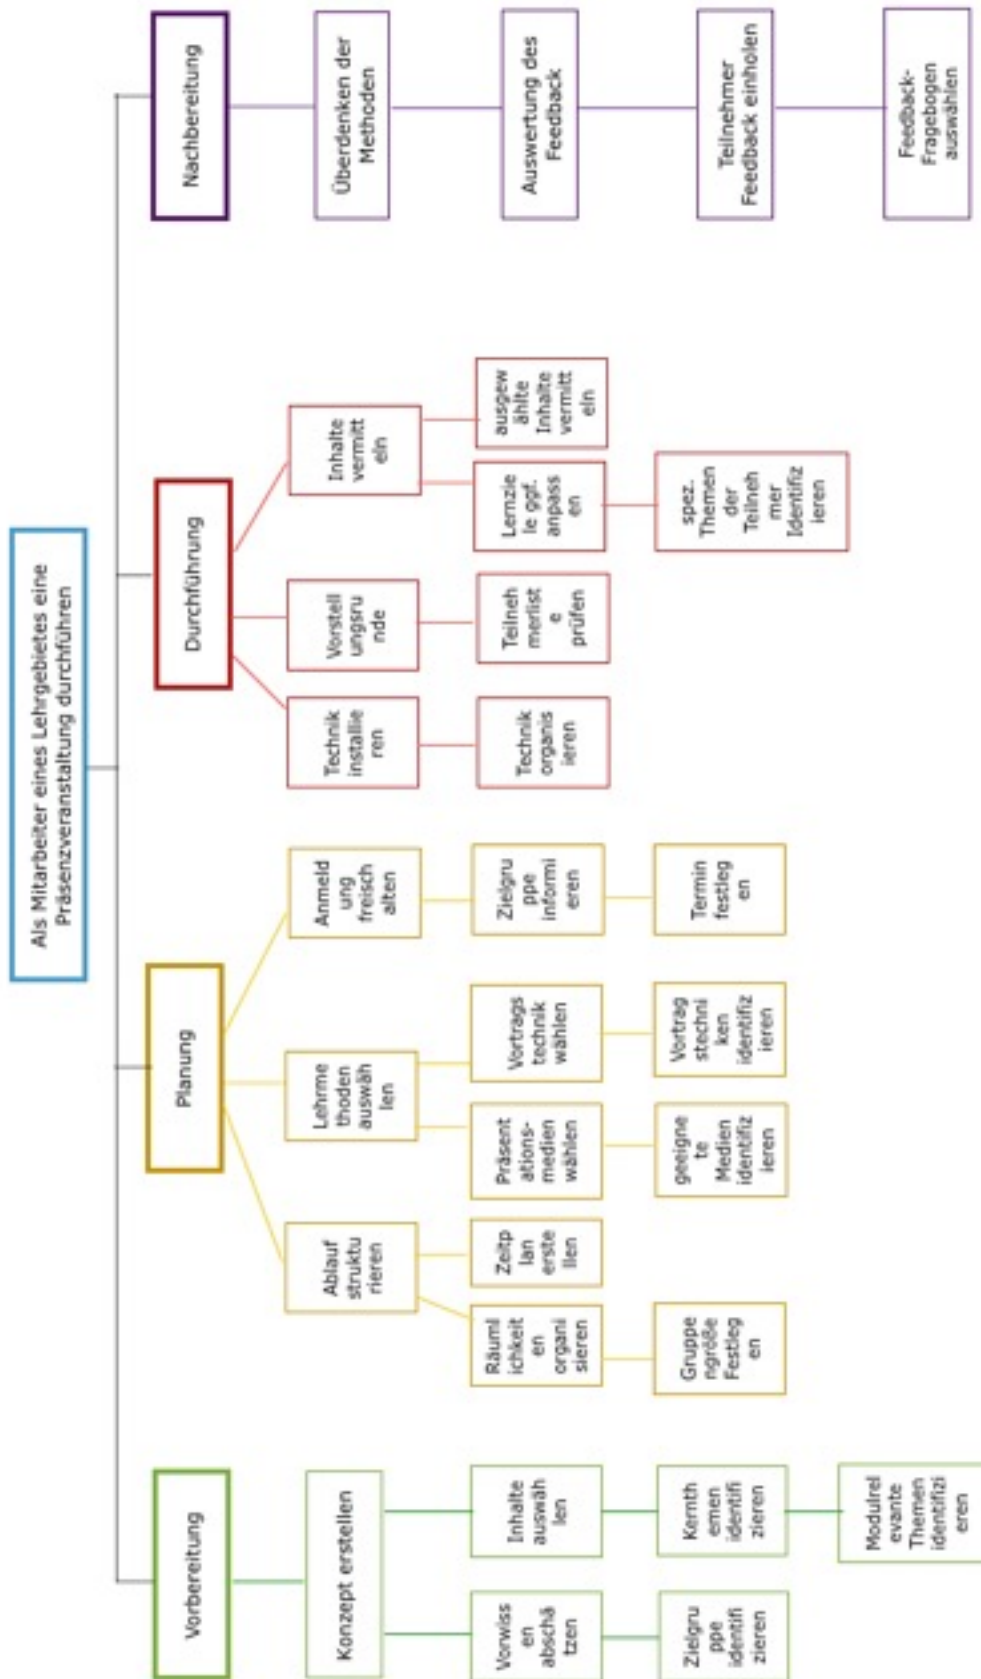 Als Mitarbeiter eines Lehrgebietes eine
Präsenzveranstaltung durchführen
Vorbereitung
Konzept erstellen
Vorwiss
en
abschä
tzen
Zielgru
ppe
identifi
zieren
Inhalte
auswäh
len
Kernth
emen
identifi
zieren
Modulrel
evante
Themen
identifizi
eren
Planung
Ablauf
struktu
rieren
Räuml
ichkeit
en
organi
sieren
Gruppe
ngröße
Festleg
en
Zeitp
lan
erste
llen
Lehrme
thoden
auswäh
len
Präsent
ations-
medien
wählen
geeigne
te
Medien
identifiz
ieren
Vortrags
technik
wählen
Vortrag
stechni
ken
identifiz
ieren
Anmeld
ung
freisch
alten
Zielgru
ppe
informi
eren
Termin
festleg
en
Durchführung
Technik
installie
ren
Technik
organis
ieren
Vorstell
ungsru
nde
Teilneh
merlist
e
prüfen
Inhalte
vermitt
eln
Lernzie
le ggf.
anpass
en
spez.
Themen
der
Teilneh
mer
Identifiz
ieren
ausgew
ählte
Inhalte
vermitt
eln
Nachbereitung
Überdenken der
Methoden
Auswertung des
Feedback
Teilnehmer
Feedback einholen
Feedback-
Fragebogen
auswählen